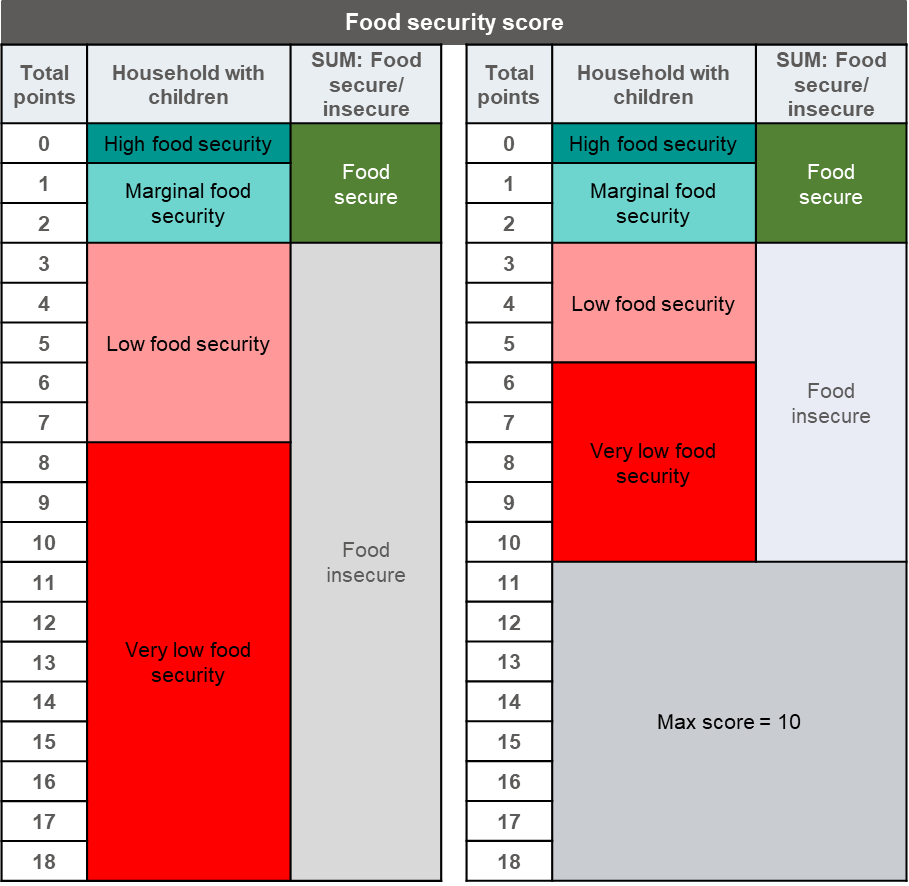 Food security score
Total
points
Household with
children
SUM: Food
secure/
insecure
0
1
2
3
4
5
6
7
8
9
10
11
12
13
14
15
16
17
18
High food security
Marginal food
security
Low food security
Very low food
security
Food
secure
Food
insecure
Total
points
Household with
children
SUM: Food
secure/
insecure
0
1
2
3
4
5
6
7
8
9
10
11
12
13
14
15
16
17
18
High food security
Marginal food
security
Low food security
Very low food
security
Food
secure
Food
insecure
Max score = 10